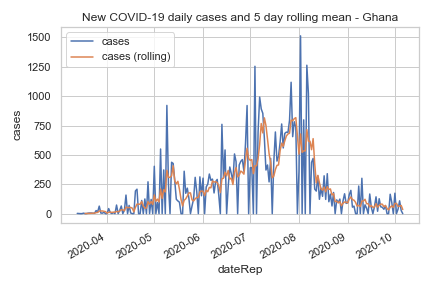 New COVID-19 daily cases and 5 day rolling mean - Ghana
cases
cases (rolling)
cases
1500
1250
1000
750
500
250
0
2020-04
2020-05
2020-06
2020-07
2020-08
2020-09
2020-10
dateRep